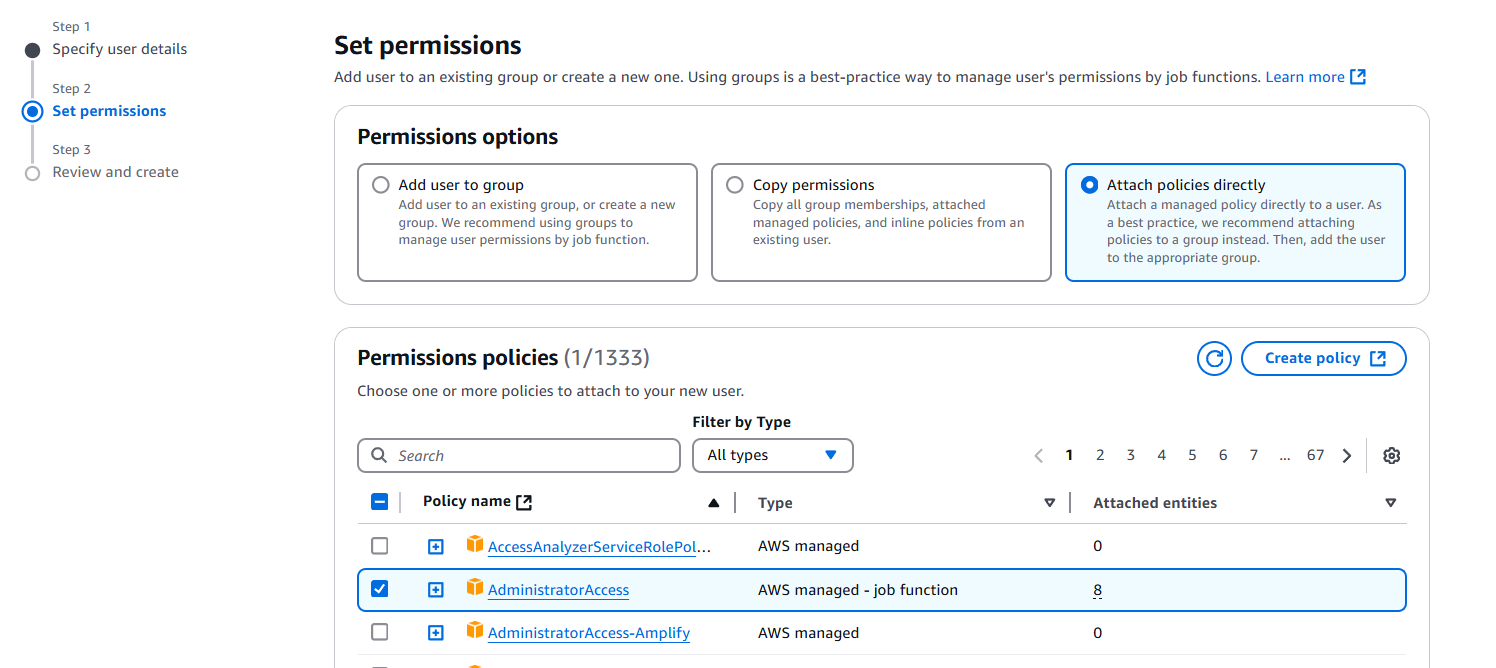 Step 1
Specify user details
Step 2
Set permissions
Step 3
Review and create
Set permissions
Add user to an existing group or create a new one. Using groups is a best-practice way to manage user's permissions by job functions. Learn more
Permissions options
Add user to group
Add user to an existing group, or create a new
group. We recommend using groups to
manage user permissions by job function.
Copy permissions
Copy all group memberships, attached
managed policies, and inline policies from an
existing user.
Attach policies directly
Attach a managed policy directly to a user. As
a best practice, we recommend attaching
policies to a group instead. Then, add the user
to the appropriate group.
Permissions policies (1/1333)
Create policy
Choose one or more policies to attach to your new user.
Filter by Type
Search
All types
1 2 3 4 5 6 7 ... 67
Policy name Type Attached entities
AccessAnalyzerServiceRolePol... AWS managed 0
AdministratorAccess AWS managed - job function 8
AdministratorAccess-Amplify AWS managed 0